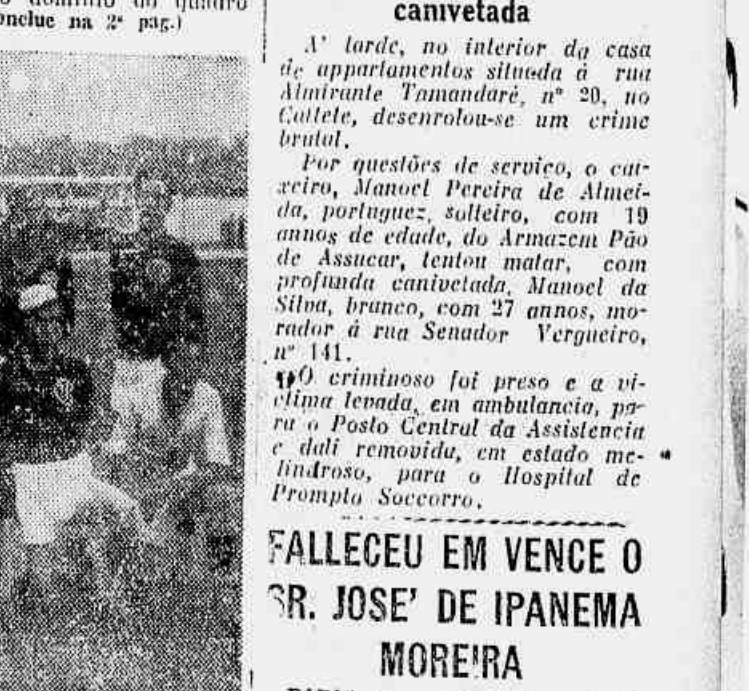 o dominio do quadro
onclue na 2ª pag.)
canivetada
A' tarde, no interior da casa
de appartamentos situada á rua
Almirante Tamandaré, nº 20, no
Cattete, desenrolou-se um crime
brutal.
Por questões de serviço, o cai-
xeiro, Manoel Pereira de Almei-
da, portuguez, solteiro, com 19
annos de edade, do Armazem Pão
de Assucar, tentou matar, com
profunda canivetada, Manoel da
Silva, branco, com 27 annos, mo-
rador á rua Senador Vergueiro,
nº 141.
O criminoso foi preso e a vi-
ctima levada, em ambulancia, pa-
ra o Posto Central da Assistencia
e dali removida, em estado me-
lindroso, para o Hospital de
Prompto Soccorro.
FALLECEU EM VENCE O
SR. JOSE' DE IPANEMA
MOREIRA